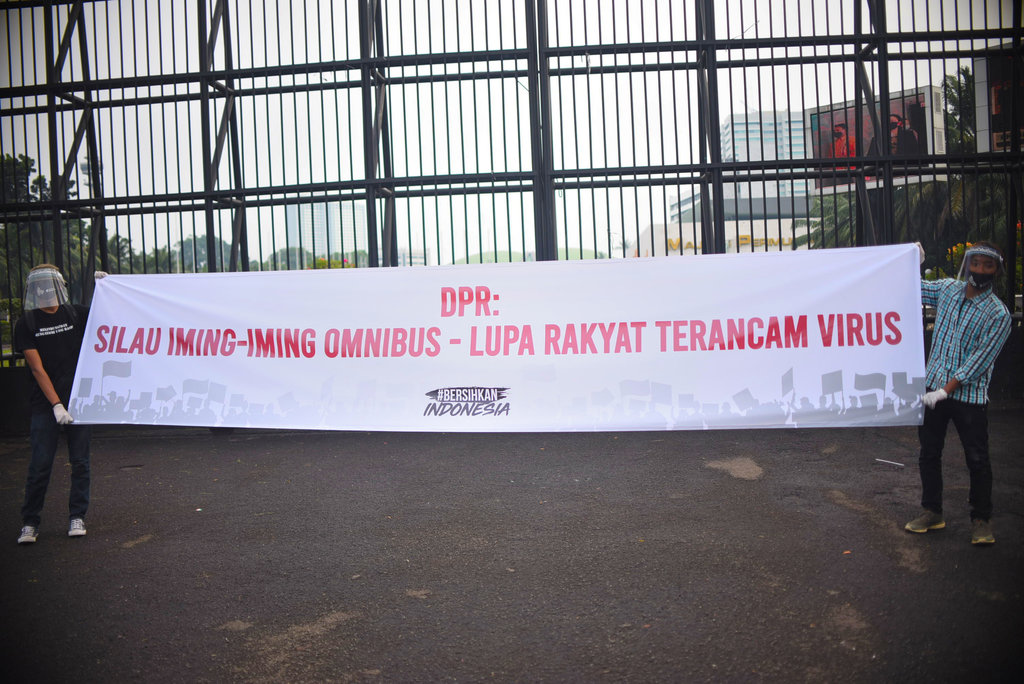 DPR:
SILAU IMING-IMING OMNIBUS - LUPA RAKYAT TERANCAM VIRUS
#BERSIHKAN
INDONESIA